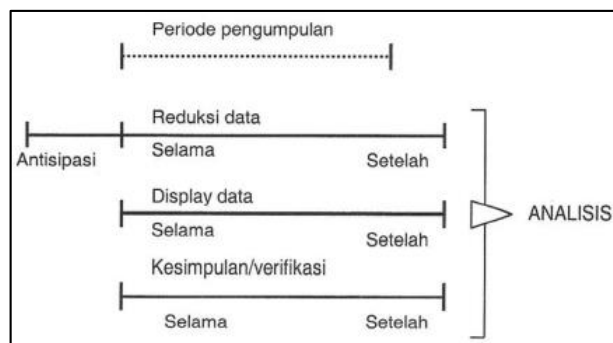 Periode pengumpulan
Reduksi data
Antisipasi
Selama
Setelah
Display data
Selama
Setelah
ANALISIS
Kesimpulan/verifikasi
Selama
Setelah